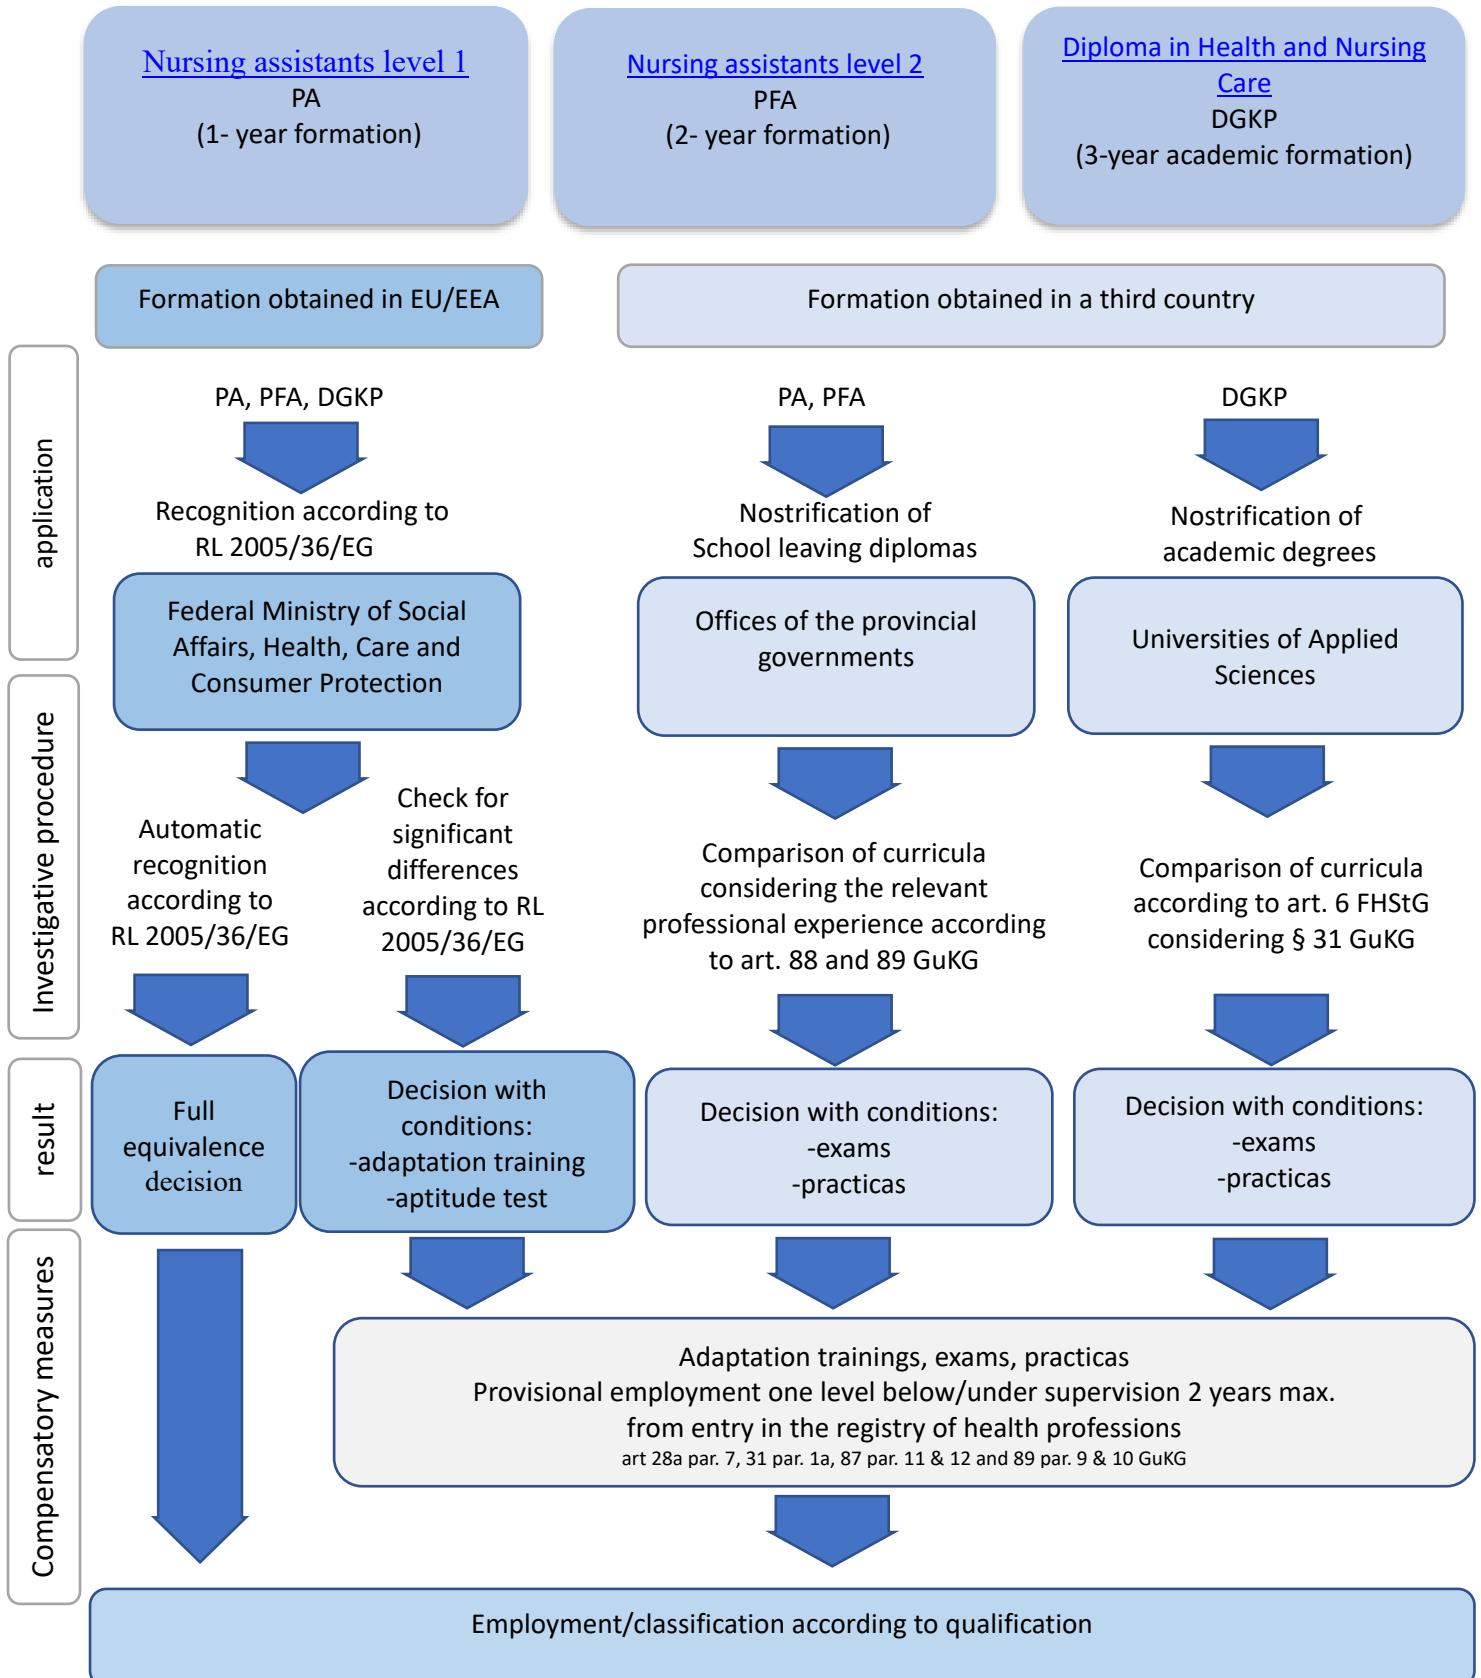 Nursing assistants level 1
PA
(1- year formation)
Nursing assistants level 2
PFA
(2- year formation)
Diploma in Health and Nursing
Care
DGKP
(3-year academic formation)
Formation obtained in EU/EEA
Formation obtained in a third country
application
PA, PFA, DGKP
PA, PFA
DGKP
Recognition according to
RL 2005/36/EG
Nostrification of
School leaving diplomas
Nostrification of
academic degrees
Federal Ministry of Social
Affairs, Health, Care and
Consumer Protection
Offices of the provincial
governments
Universities of Applied
Sciences
Investigative procedure
Automatic
recognition
according to
RL 2005/36/EG
Check for
significant
differences
according to RL
2005/36/EG
Comparison of curricula
considering the relevant
professional experience according
to art. 88 and 89 GuKG
Comparison of curricula
according to art. 6 FHStG
considering § 31 GuKG
result
Full
equivalence
decision
Decision with
conditions:
-adaptation training
-aptitude test
Decision with conditions:
-exams
-practicas
Decision with conditions:
-exams
-practicas
Compensatory measures
Adaptation trainings, exams, practicas
Provisional employment one level below/under supervision 2 years max.
from entry in the registry of health professions
art 28a par. 7, 31 par. 1a, 87 par. 11 & 12 and 89 par. 9 & 10 GuKG
Employment/classification according to qualification